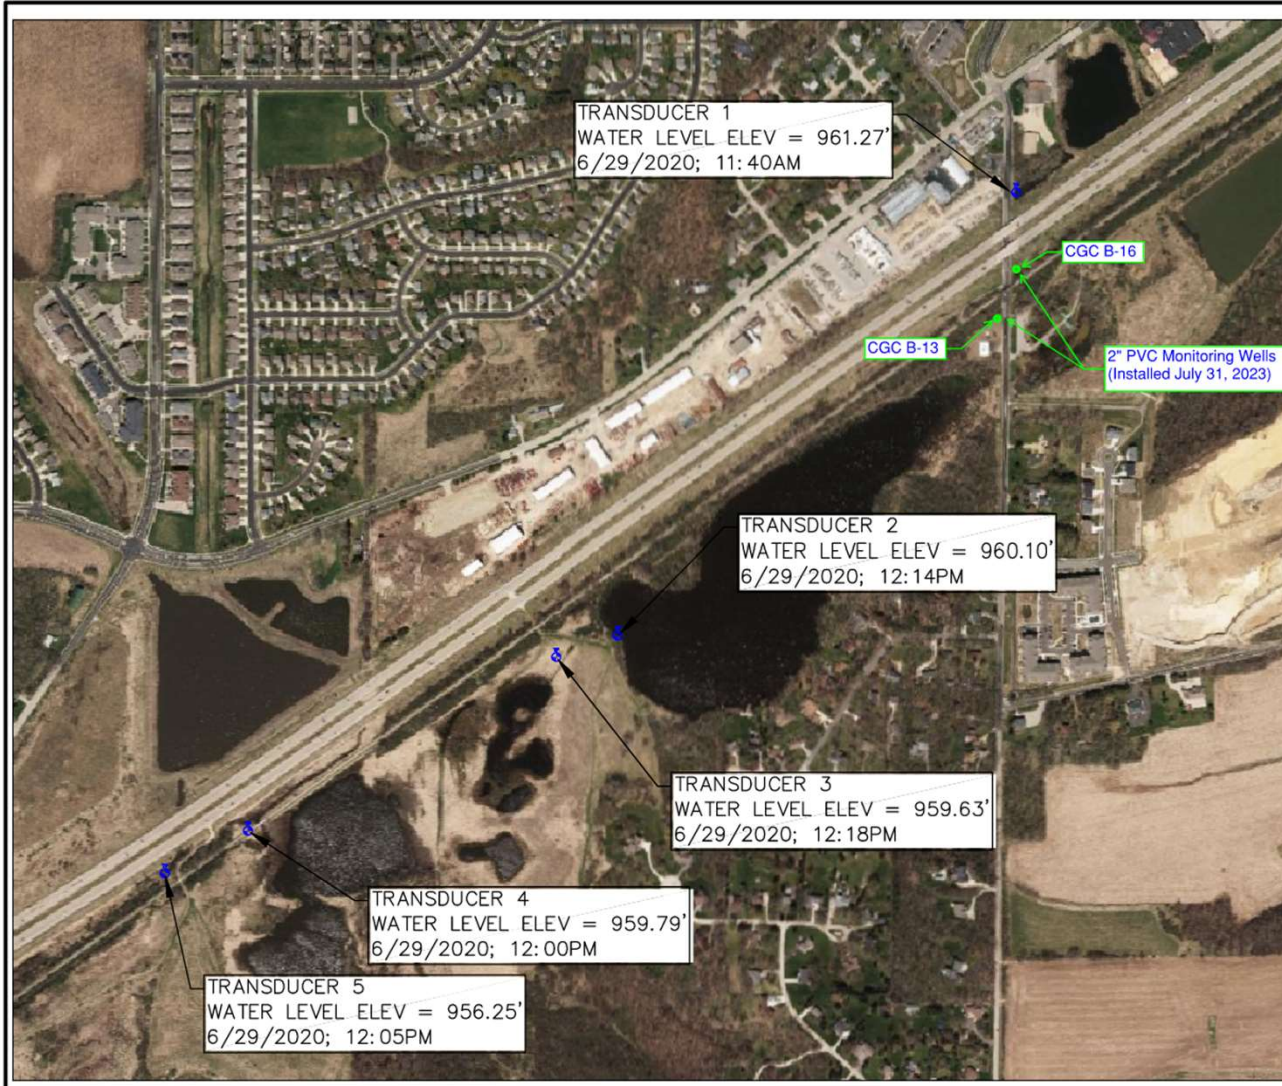 TRANSDUCER 1
WATER LEVEL ELEV = 961.27'
6/29/2020; 11:40AM
CGC B-16
CGC B-13
2" PVC Monitoring Wells
(Installed July 31, 2023)
TRANSDUCER 2
WATER LEVEL ELEV = 960.10'
6/29/2020; 12:14PM
TRANSDUCER 3
WATER LEVEL ELEV = 959.63'
6/29/2020; 12:18PM
TRANSDUCER 4
WATER LEVEL ELEV = 959.79'
6/29/2020; 12:00PM
TRANSDUCER 5
WATER LEVEL ELEV = 956.25'
6/29/2020; 12:05PM